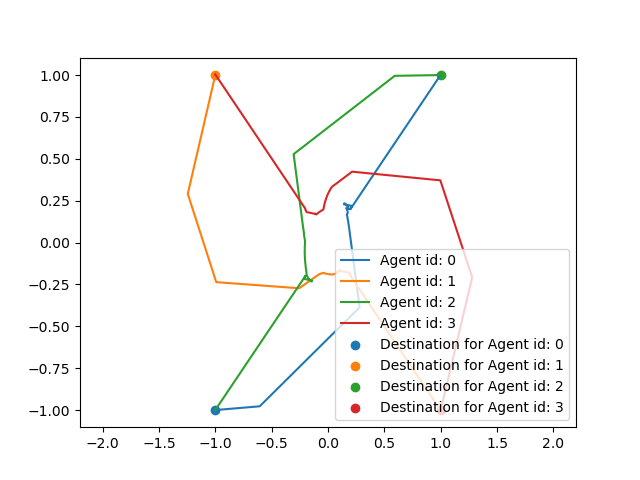 1.00
0.75
0.50
0.25
0.00
−0.25
−0.50
−0.75
−1.00
Agent id: 0
Agent id: 1
Agent id: 2
Agent id: 3
Destination for Agent id: 0
Destination for Agent id: 1
Destination for Agent id: 2
Destination for Agent id: 3
−2.0 −1.5 −1.0 −0.5 0.0 0.5 1.0 1.5 2.0